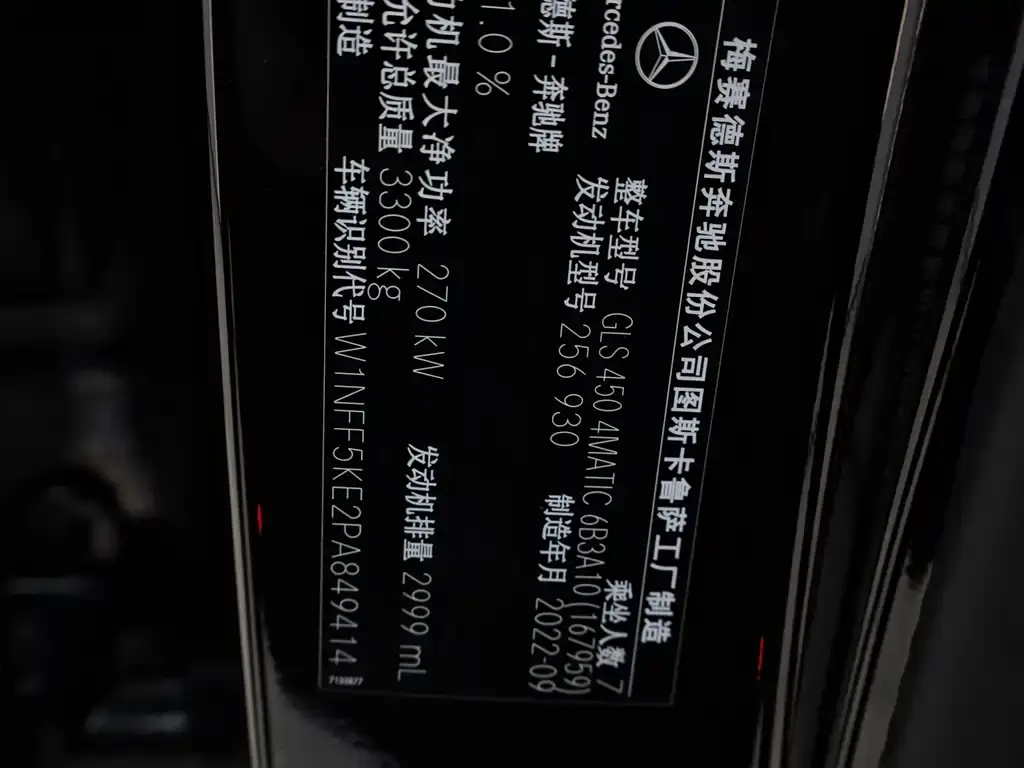 梅赛德斯奔驰股份公司图斯卡鲁萨工厂制造
Mercedes-Benz
整车型号 GLS 450 4MATIC 6B3A10(167959)
乘坐人数 7
发动机型号 256 930
制造年月 2022-09
德斯-奔驰牌
1.0 %
机最大净功率 270 kW
发动机排量 2999 mL
允许总质量 3300 kg
制造
车辆识别代号 W1NFF5KE2PA849414